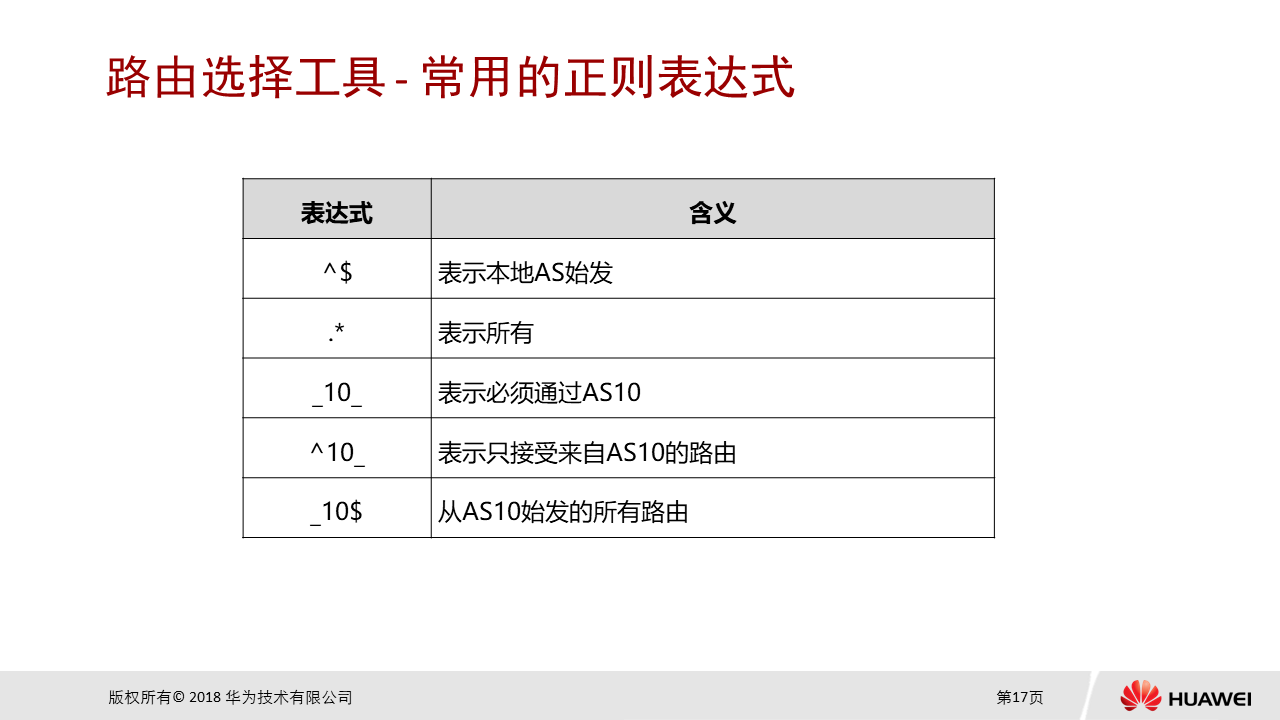 路由选择工具 - 常用的正则表达式
表达式 含义
^$ 表示本地AS始发
.* 表示所有
_10_ 表示必须通过AS10
^10_ 表示只接受来自AS10的路由
_10$ 从AS10始发的所有路由
版权所有© 2018 华为技术有限公司 第17页 HUAWEI